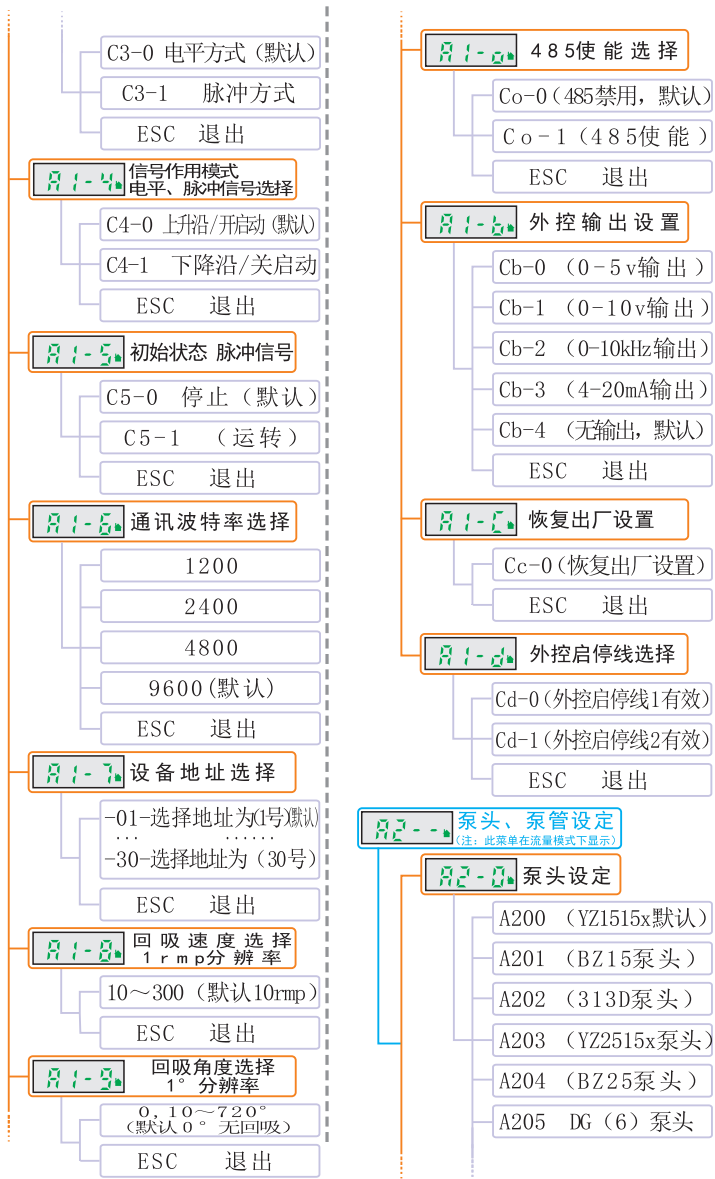 C3-0 电平方式（默认）
C3-1 脉冲方式
ESC 退出
A1-4 信号作用模式
电平、脉冲信号选择
C4-0 上升沿/开启动（默认）
C4-1 下降沿/关启动
ESC 退出
A1-5 初始状态 脉冲信号
C5-0 停止（默认）
C5-1 （运转）
ESC 退出
A1-6 通讯波特率选择
1200
2400
4800
9600(默认)
ESC 退出
A1-7 设备地址选择
-01-选择地址为(1号)(默认)
... ......
-30-选择地址为（30号）
ESC 退出
A1-8 回吸速度选择
1rmp分辨率
10～300（默认10rmp）
ESC 退出
A1-9 回吸角度选择
1°分辨率
0,10～720°
（默认0°无回吸）
ESC 退出
A1-o 485使能选择
Co-0（485禁用，默认）
Co-1（485使能）
ESC 退出
A1-b 外控输出设置
Cb-0 （0-5v输出）
Cb-1 （0-10v输出）
Cb-2 （0-10kHz输出）
Cb-3 （4-20mA输出）
Cb-4 （无输出，默认）
ESC 退出
A1-C 恢复出厂设置
Cc-0（恢复出厂设置）
ESC 退出
A1-d 外控启停线选择
Cd-0（外控启停线1有效）
Cd-1（外控启停线2有效）
ESC 退出
A2-- 泵头、泵管设定
（注：此菜单在流量模式下显示）
A2-0 泵头设定
A200 （YZ1515x默认）
A201 （BZ15泵头）
A202 （313D泵头）
A203 （YZ2515x泵头）
A204 （BZ25泵头）
A205 DG（6）泵头